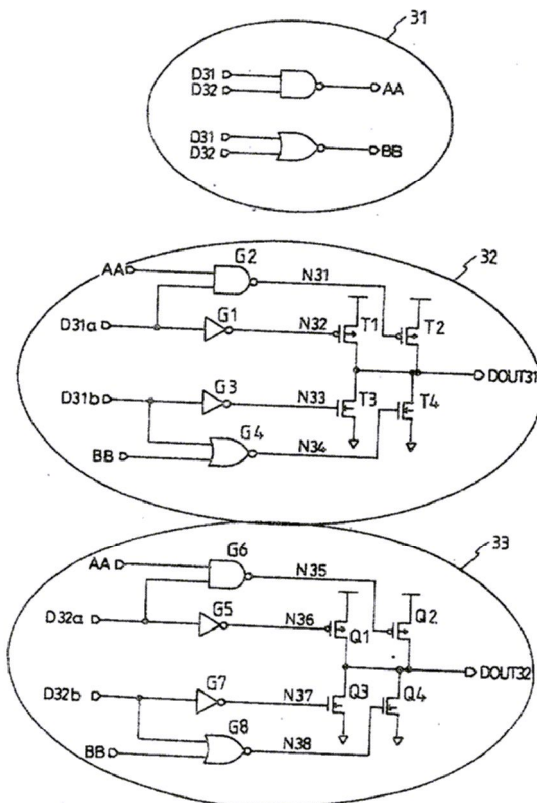 31
D31
D32
AA
D31
D32
BB
32
G2
AA
N31
D31a
G1
N32
T1
T2
DOUT31
D31b
G3
N33
T3
T4
G4
BB
N34
33
G6
AA
N35
D32a
G5
N36
Q1
Q2
DOUT32
D32b
G7
N37
Q3
Q4
G8
BB
N38